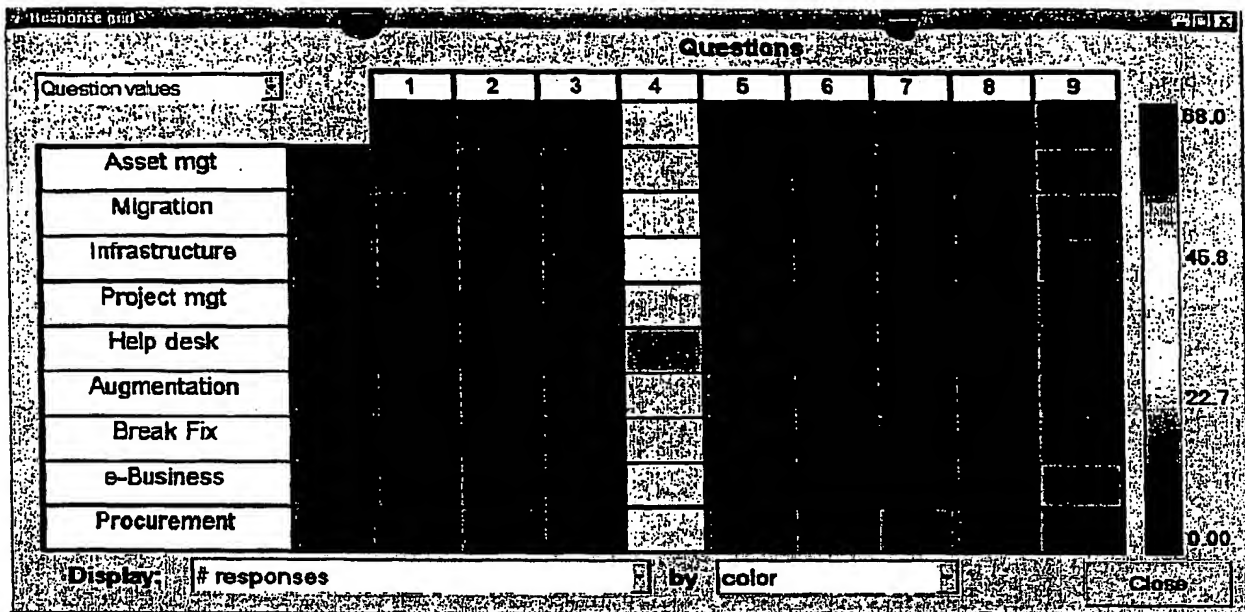 Response grid
Questions
Question values
1 2 3 4 5 6 7 8 9
68.0
Asset mgt
Migration
Infrastructure
45.3
Project mgt
Help desk
Augmentation
22.7
Break Fix
e-Business
Procurement
0.00
Display: # responses by color Close